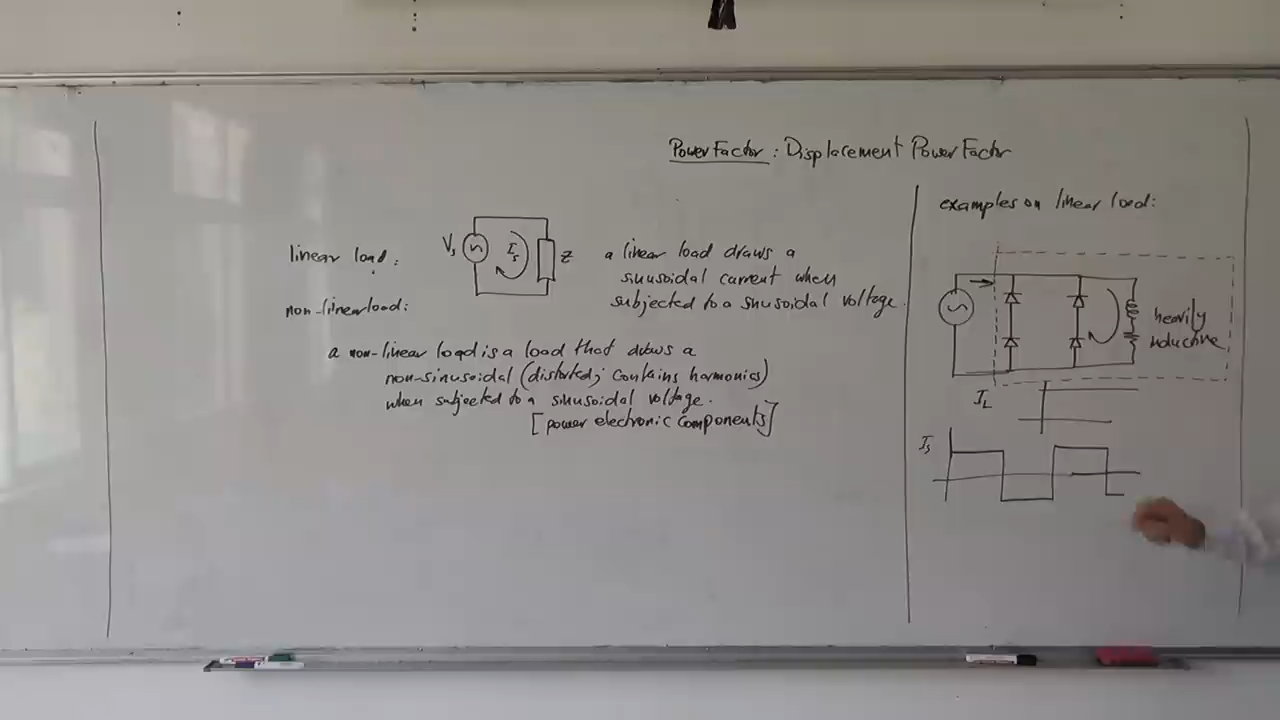 Power Factor : Displacement Power Factor
linear load :
Vs
Is
Z
a linear load draws a
sinusoidal current when
subjected to a sinusoidal voltage.
non-linear load:
a non-linear load is a load that draws a
non-sinusoidal (distorted; contains harmonics)
when subjected to a sinusoidal voltage.
[power electronic components]
examples on linear load:
heavily
inductive
IL
Is